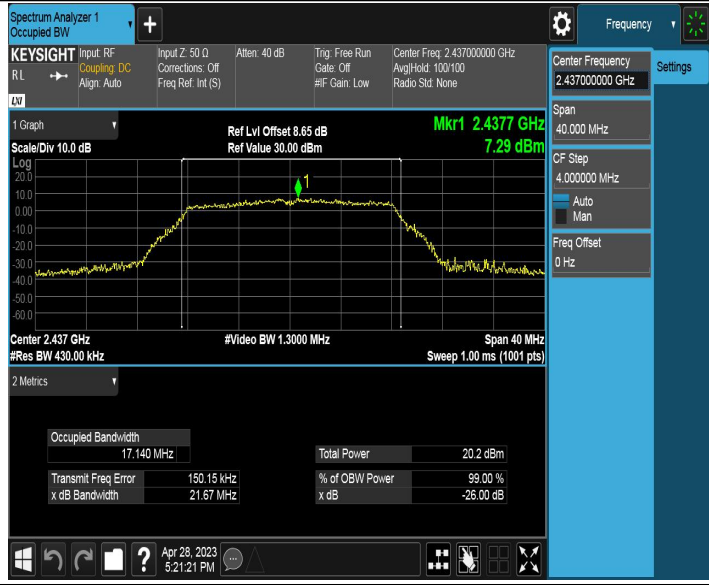 Spectrum Analyzer 1
Occupied BW
+
Frequency
KEYSIGHT
RL
LXI
Input: RF
Coupling: DC
Align: Auto
Input Z: 50 Ω
Corrections: Off
Freq Ref: Int (S)
Atten: 40 dB
Trig: Free Run
Gate: Off
#IF Gain: Low
Center Freq: 2.437000000 GHz
Avg|Hold: 100/100
Radio Std: None
Center Frequency
2.437000000 GHz
Settings
Span
40.000 MHz
CF Step
4.000000 MHz
Auto
Man
Freq Offset
0 Hz
1 Graph
Scale/Div 10.0 dB
Ref Lvl Offset 8.65 dB
Ref Value 30.00 dBm
Mkr1 2.4377 GHz
7.29 dBm
Log
20.0
10.0
0.00
-10.0
-20.0
-30.0
-40.0
-50.0
-60.0
1
Center 2.437 GHz
#Video BW 1.3000 MHz
Span 40 MHz
#Res BW 430.00 kHz
Sweep 1.00 ms (1001 pts)
2 Metrics
Occupied Bandwidth
17.140 MHz
Total Power 20.2 dBm
Transmit Freq Error 150.15 kHz
% of OBW Power 99.00 %
x dB Bandwidth 21.67 MHz
x dB -26.00 dB
?
Apr 28, 2023
5:21:21 PM